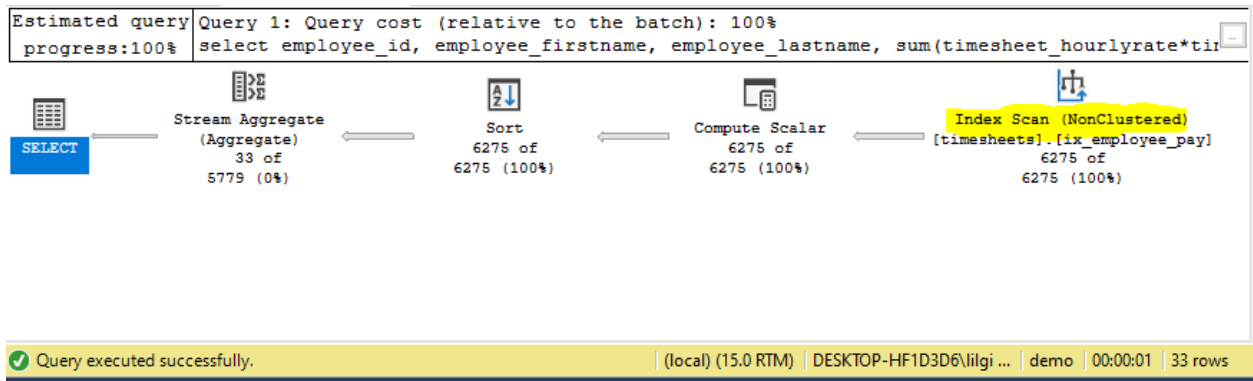 Estimated query progress:100%
Query 1: Query cost (relative to the batch): 100%
select employee_id, employee_firstname, employee_lastname, sum(timesheet_hourlyrate*
SELECT
Stream Aggregate
(Aggregate)
33 of
5779 (0%)
Sort
6275 of
6275 (100%)
Compute Scalar
6275 of
6275 (100%)
Index Scan (NonClustered)
[timesheets].[ix_employee_pay]
6275 of
6275 (100%)
...
Query executed successfully.
(local) (15.0 RTM)
DESKTOP-HF1D3D6\lilgi ...
demo
00:00:01
33 rows